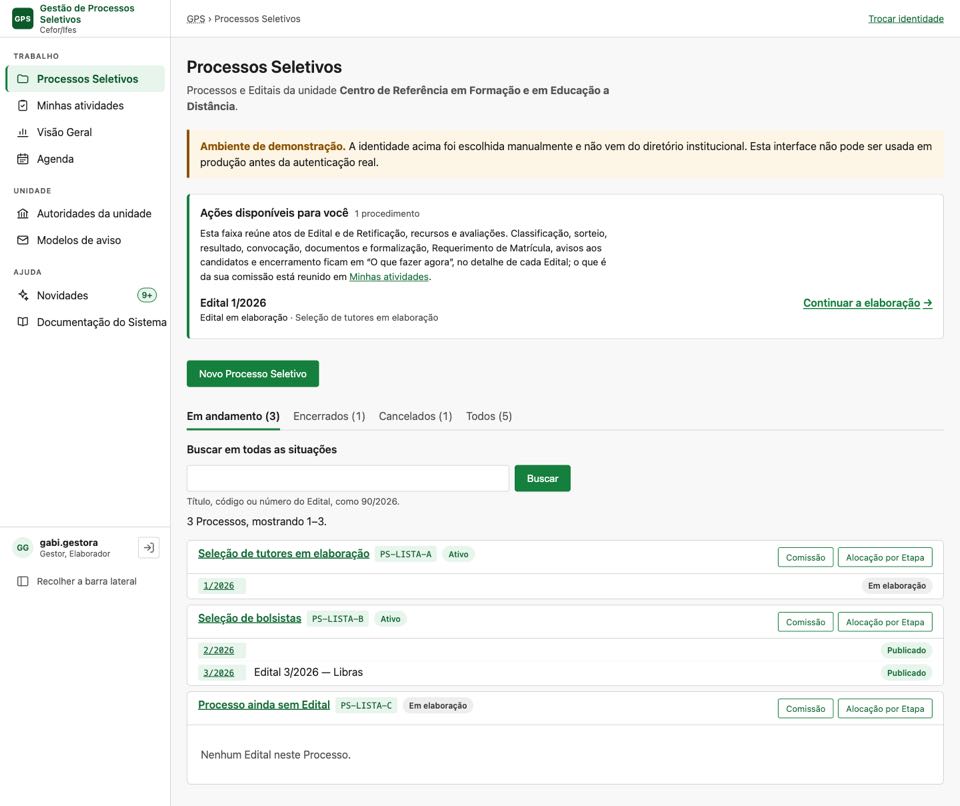 GPS
Gestão de Processos
Seletivos
Cefor/Ifes
GPS › Processos Seletivos
Trocar identidade
TRABALHO
Processos Seletivos
Minhas atividades
Visão Geral
Agenda
UNIDADE
Autoridades da unidade
Modelos de aviso
AJUDA
Novidades 9+
Documentação do Sistema
gabi.gestora
GG
Gestor, Elaborador
Recolher a barra lateral
Processos Seletivos
Processos e Editais da unidade Centro de Referência em Formação e em Educação a
Distância.
Ambiente de demonstração. A identidade acima foi escolhida manualmente e não vem do diretório institucional. Esta interface não pode ser usada em
produção antes da autenticação real.
Ações disponíveis para você 1 procedimento
Esta faixa reúne atos de Edital e de Retificação, recursos e avaliações. Classificação, sorteio,
resultado, convocação, documentos e formalização, Requerimento de Matrícula, avisos aos
candidatos e encerramento ficam em “O que fazer agora”, no detalhe de cada Edital; o que é
da sua comissão está reunido em Minhas atividades.
Edital 1/2026
Continuar a elaboração →
Edital em elaboração · Seleção de tutores em elaboração
Novo Processo Seletivo
Em andamento (3) Encerrados (1) Cancelados (1) Todos (5)
Buscar em todas as situações
Buscar
Título, código ou número do Edital, como 90/2026.
3 Processos, mostrando 1–3.
Seleção de tutores em elaboração PS-LISTA-A Ativo Comissão Alocação por Etapa
1/2026 Em elaboração
Seleção de bolsistas PS-LISTA-B Ativo Comissão Alocação por Etapa
2/2026 Publicado
3/2026 Edital 3/2026 — Libras Publicado
Processo ainda sem Edital PS-LISTA-C Em elaboração Comissão Alocação por Etapa
Nenhum Edital neste Processo.